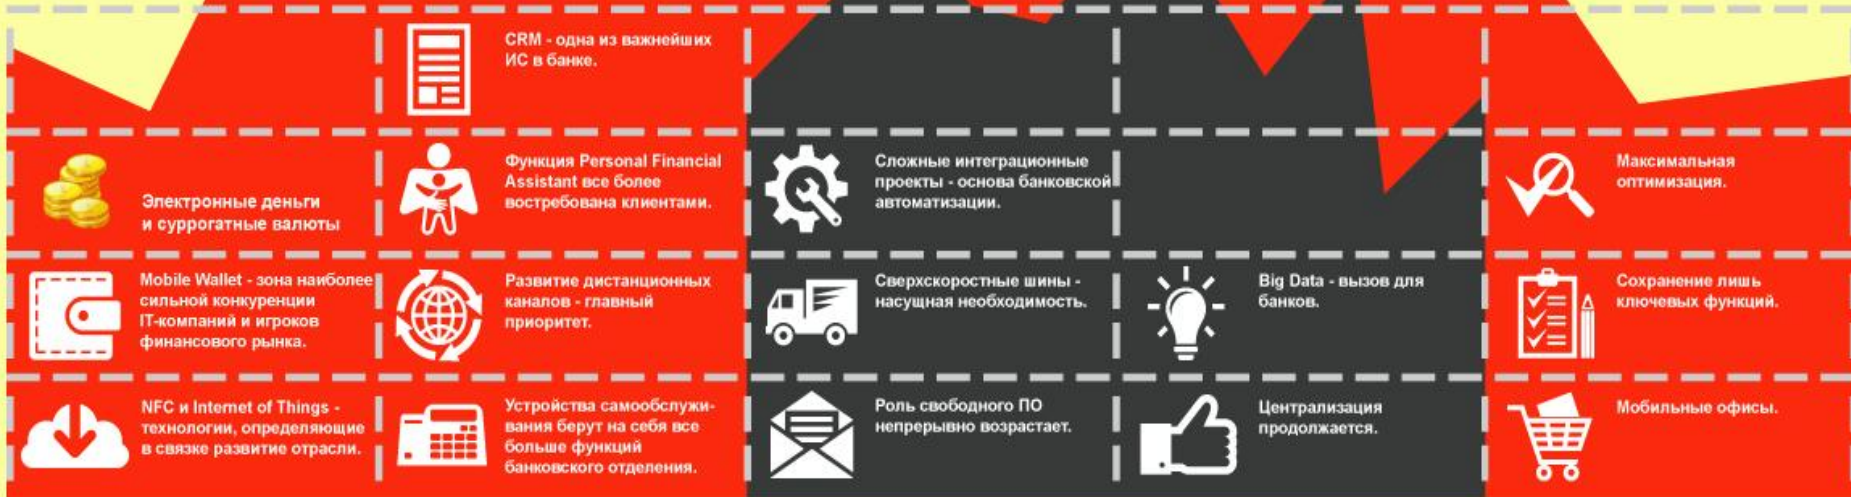 CRM - одна из важнейших
ИС в банке.
Электронные деньги
и суррогатные валюты
Функция Personal Financial
Assistant все более
востребована клиентами.
Сложные интеграционные
проекты - основа банковской
автоматизации.
Максимальная
оптимизация.
Mobile Wallet - зона наиболее
сильной конкуренции
IT-компаний и игроков
финансового рынка.
Развитие дистанционных
каналов - главный
приоритет.
Сверхскоростные шины -
насущная необходимость.
Big Data - вызов для
банков.
Сохранение лишь
ключевых функций.
NFC и Internet of Things -
технологии, определяющие
в связке развитие отрасли.
Устройства самообслужи-
вания берут на себя все
больше функций
банковского отделения.
Роль свободного ПО
непрерывно возрастает.
Централизация
продолжается.
Мобильные офисы.